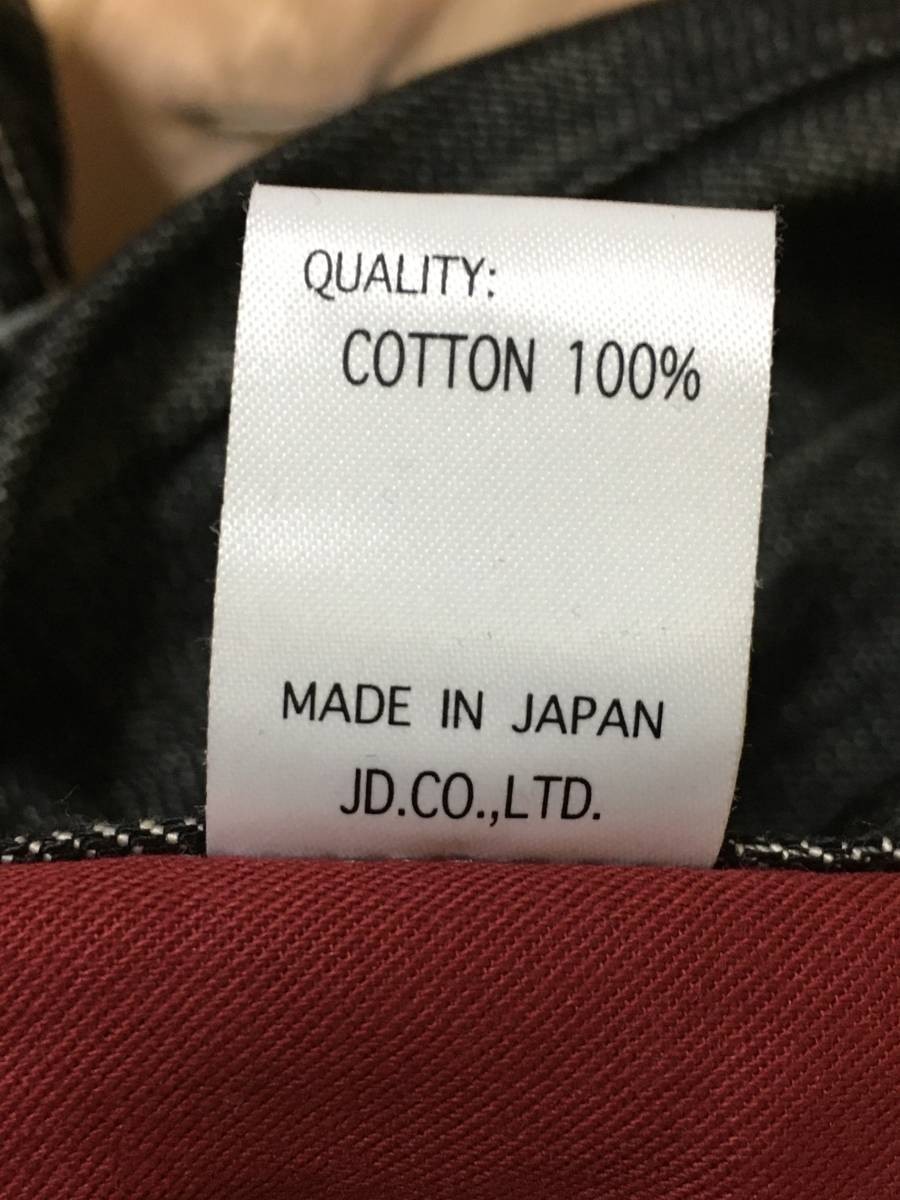 QUALITY:
COTTON 100%
MADE IN JAPAN
JD.CO.,LTD.